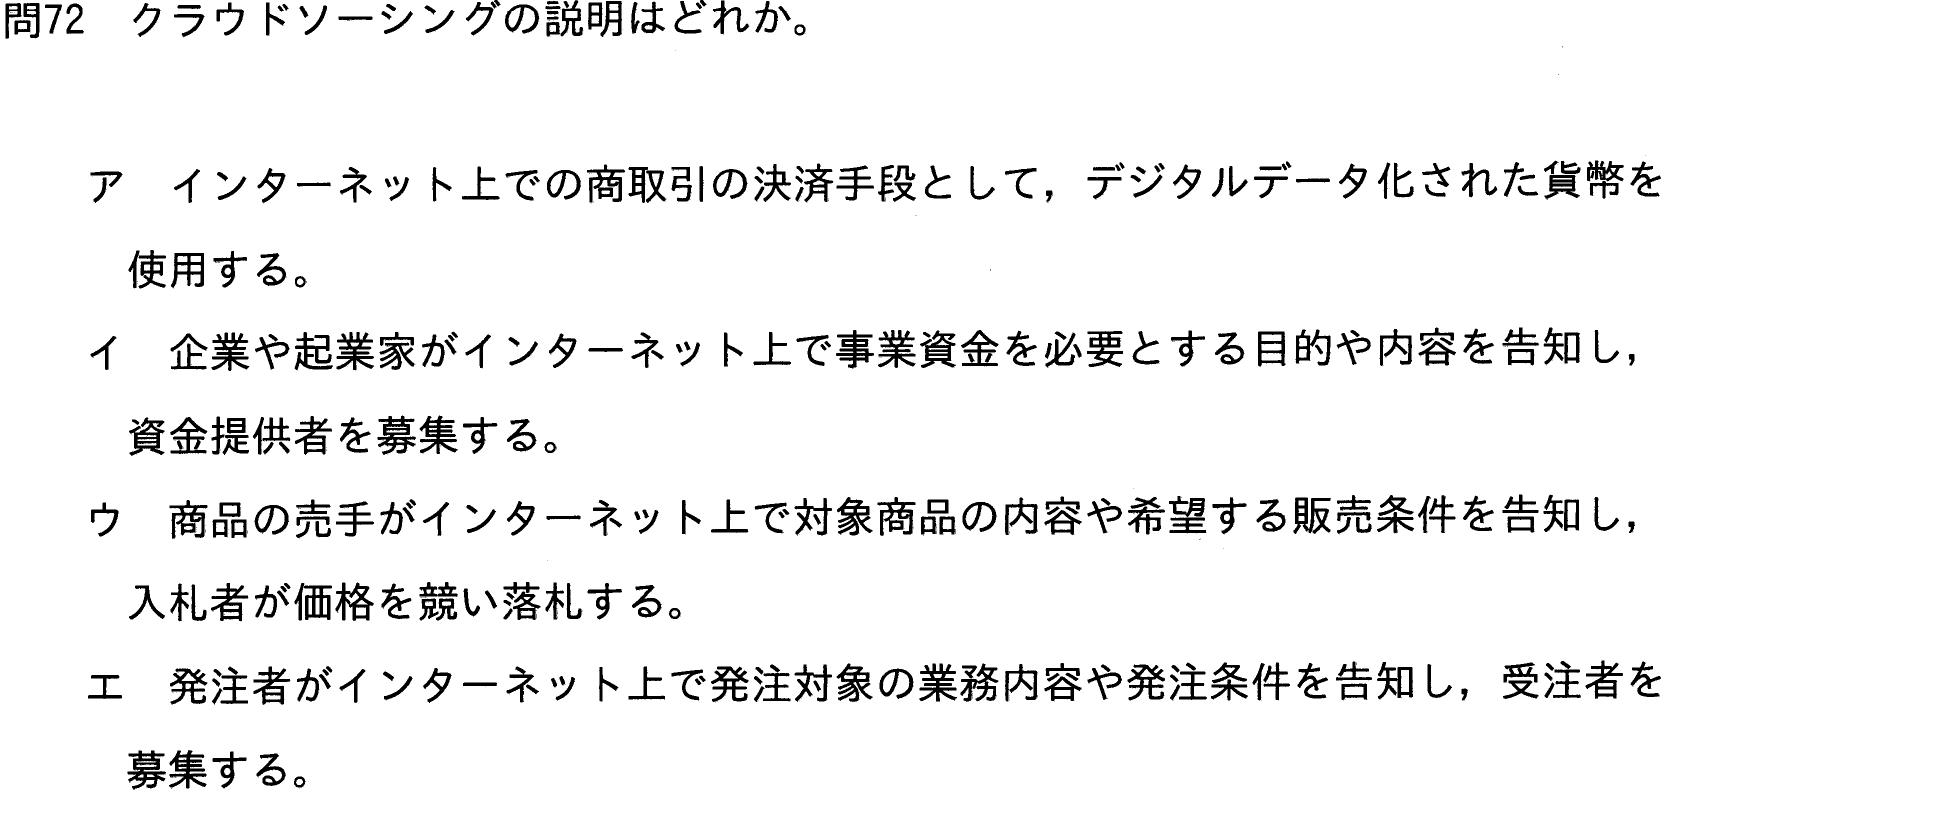 問72　クラウドソーシングの説明はどれか。
ア　インターネット上での商取引の決済手段として，デジタルデータ化された貨幣を
使用する。
イ　企業や起業家がインターネット上で事業資金を必要とする目的や内容を告知し，
資金提供者を募集する。
ウ　商品の売手がインターネット上で対象商品の内容や希望する販売条件を告知し，
入札者が価格を競い落札する。
エ　発注者がインターネット上で発注対象の業務内容や発注条件を告知し，受注者を
募集する。